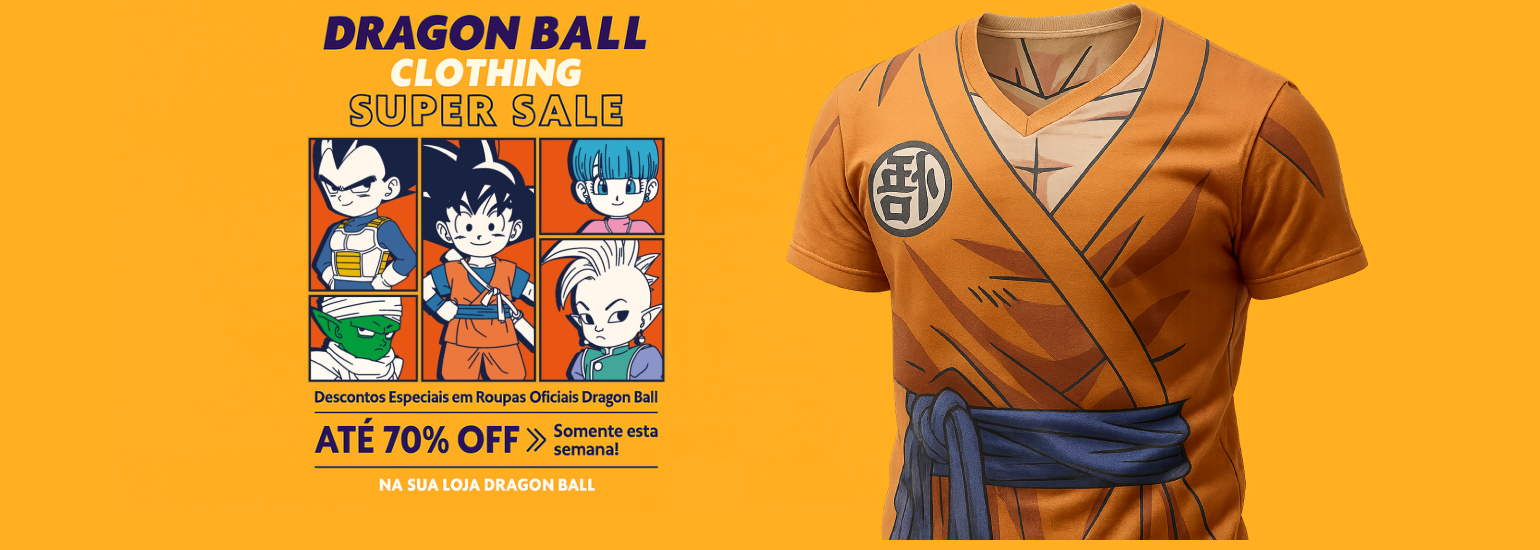 DRAGON BALL
CLOTHING
SUPER SALE
Descontos Especiais em Roupas Oficiais Dragon Ball
ATÉ 70% OFF
Somente esta
semana!
NA SUA LOJA DRAGON BALL